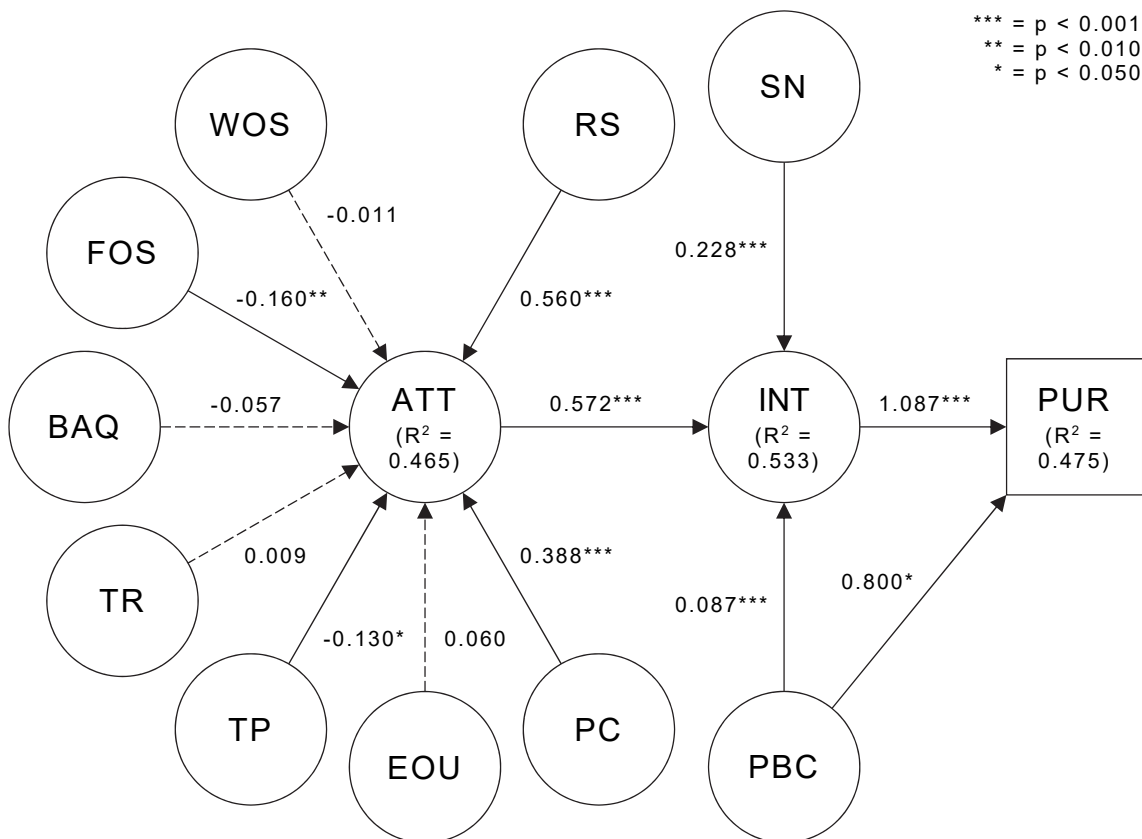 *** = p < 0.001
** = p < 0.010
* = p < 0.050
SN
WOS
RS
-0.011
FOS
0.228***
-0.160**
0.560***
ATT
(R² =
0.465)
INT
(R² =
0.533)
PUR
(R² =
0.475)
BAQ
-0.057
0.572***
1.087***
TR
0.009
0.388***
0.087***
0.800*
-0.130*
0.060
TP
EOU
PC
PBC